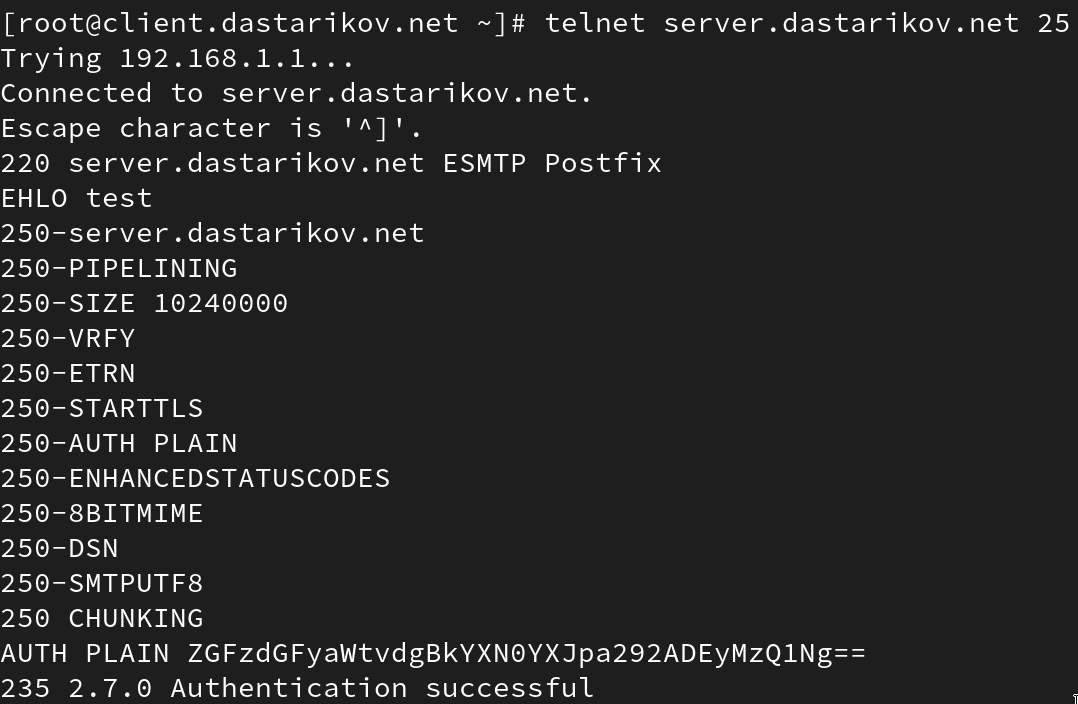 [root@client.dastarikov.net ~]# telnet server.dastarikov.net 25
Trying 192.168.1.1...
Connected to server.dastarikov.net.
Escape character is '^]'.
220 server.dastarikov.net ESMTP Postfix
EHLO test
250-server.dastarikov.net
250-PIPELINING
250-SIZE 10240000
250-VRFY
250-ETRN
250-STARTTLS
250-AUTH PLAIN
250-ENHANCEDSTATUSCODES
250-8BITMIME
250-DSN
250-SMTPUTF8
250 CHUNKING
AUTH PLAIN ZGFzdGFyaWtvdgBkYXN0YXJpa292ADEyMzQ1Ng==
235 2.7.0 Authentication successful